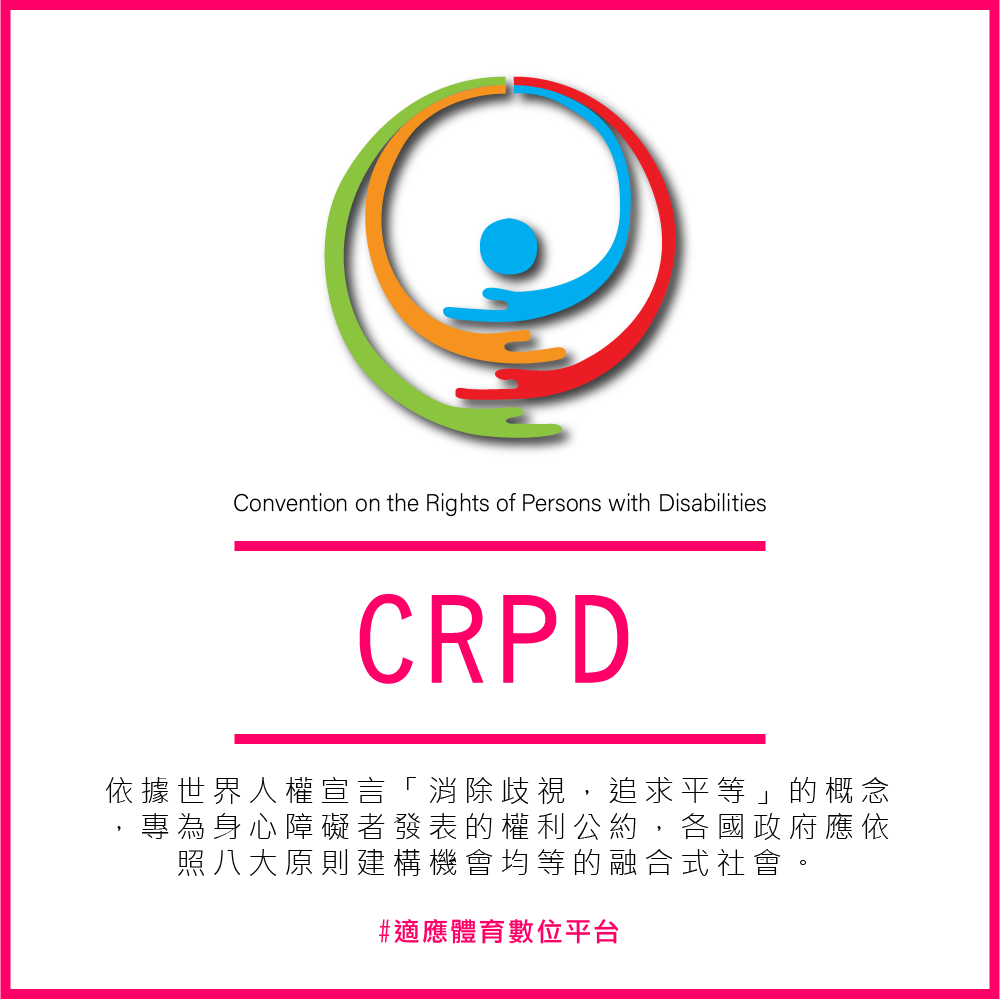 Convention on the Rights of Persons with Disabilities
CRPD
依據世界人權宣言「消除歧視，追求平等」的概念
，專為身心障礙者發表的權利公約，各國政府應依
照八大原則建構機會均等的融合式社會。
#適應體育數位平台